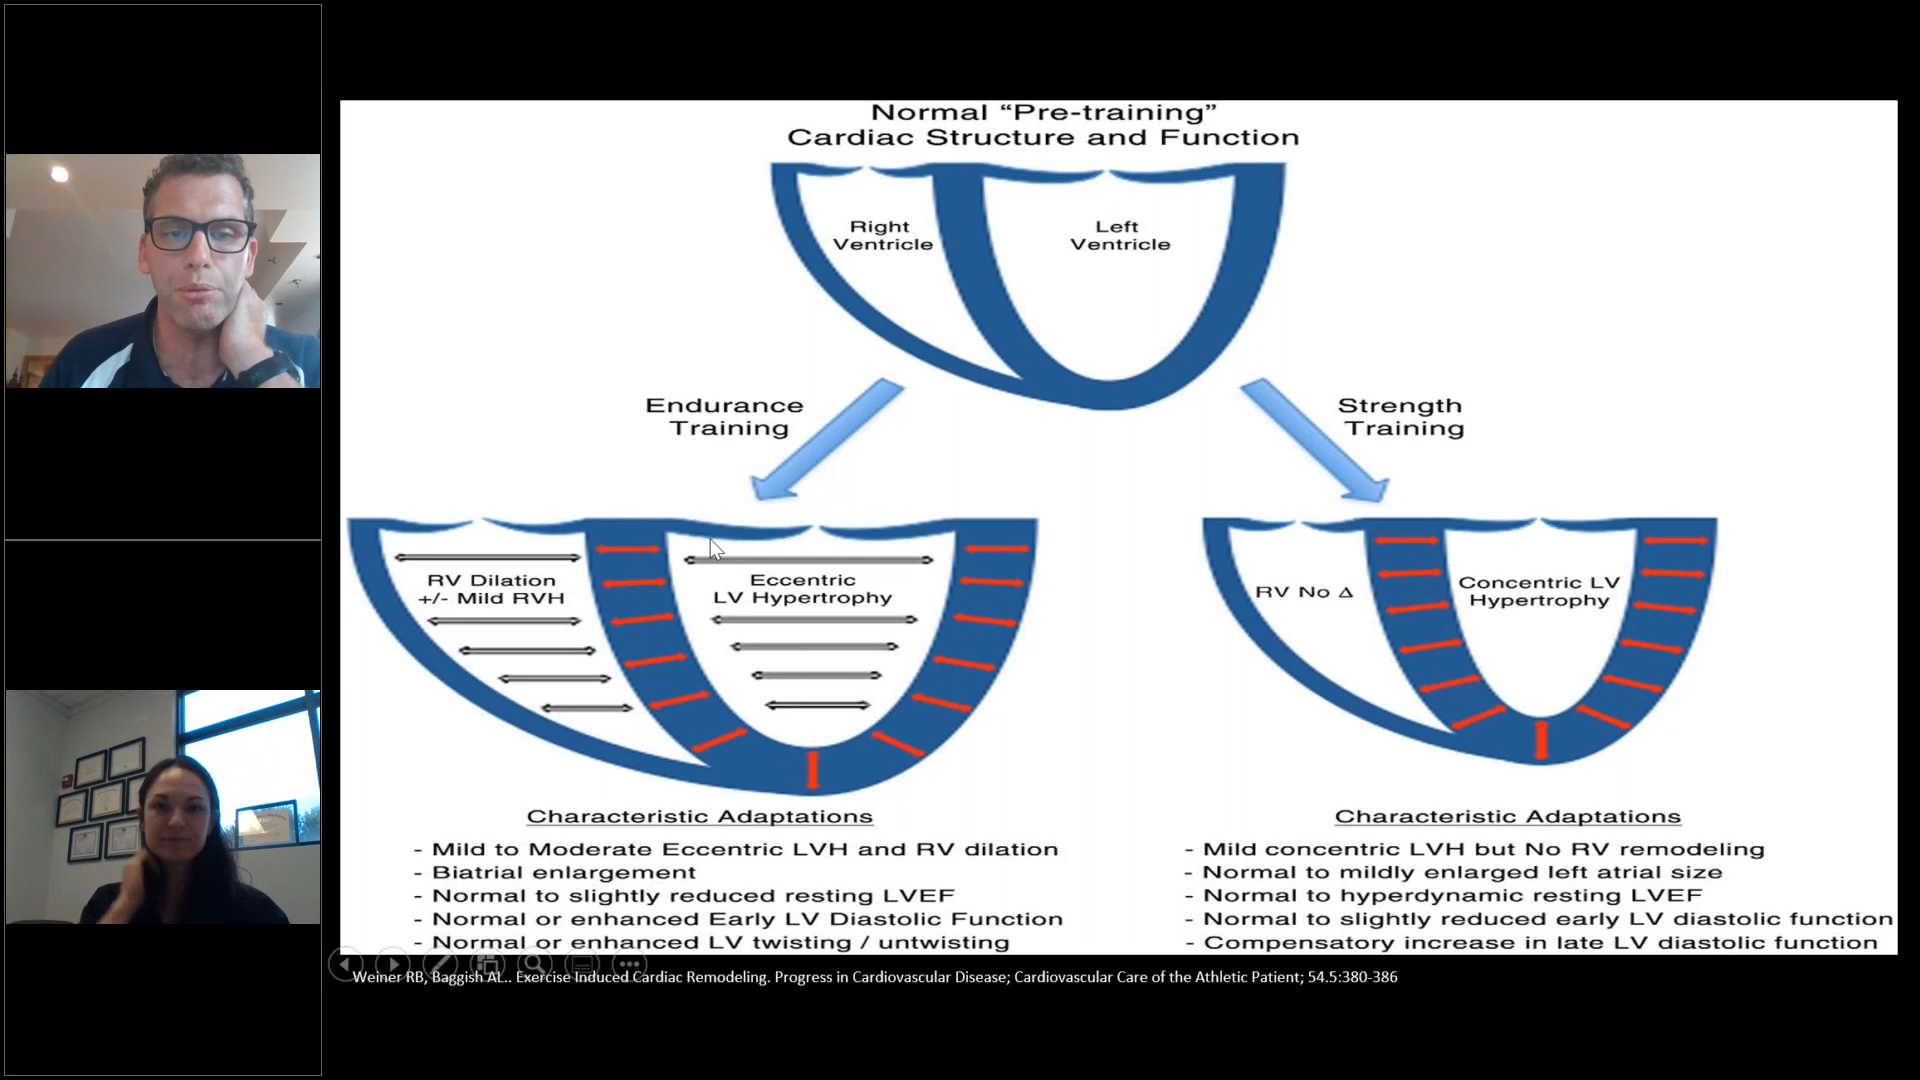 Normal “Pre-training”
Cardiac Structure and Function
Right
Ventricle
Left
Ventricle
Endurance
Training
Strength
Training
RV Dilation
+/- Mild RVH
Eccentric
LV Hypertrophy
RV No Δ
Concentric LV
Hypertrophy
Characteristic Adaptations
- Mild to Moderate Eccentric LVH and RV dilation
- Biatrial enlargement
- Normal to slightly reduced resting LVEF
- Normal or enhanced Early LV Diastolic Function
- Normal or enhanced LV twisting / untwisting
Characteristic Adaptations
- Mild concentric LVH but No RV remodeling
- Normal to mildly enlarged left atrial size
- Normal to hyperdynamic resting LVEF
- Normal to slightly reduced early LV diastolic function
- Compensatory increase in late LV diastolic function
Weiner RB, Baggish AL.. Exercise Induced Cardiac Remodeling. Progress in Cardiovascular Disease; Cardiovascular Care of the Athletic Patient; 54.5:380-386